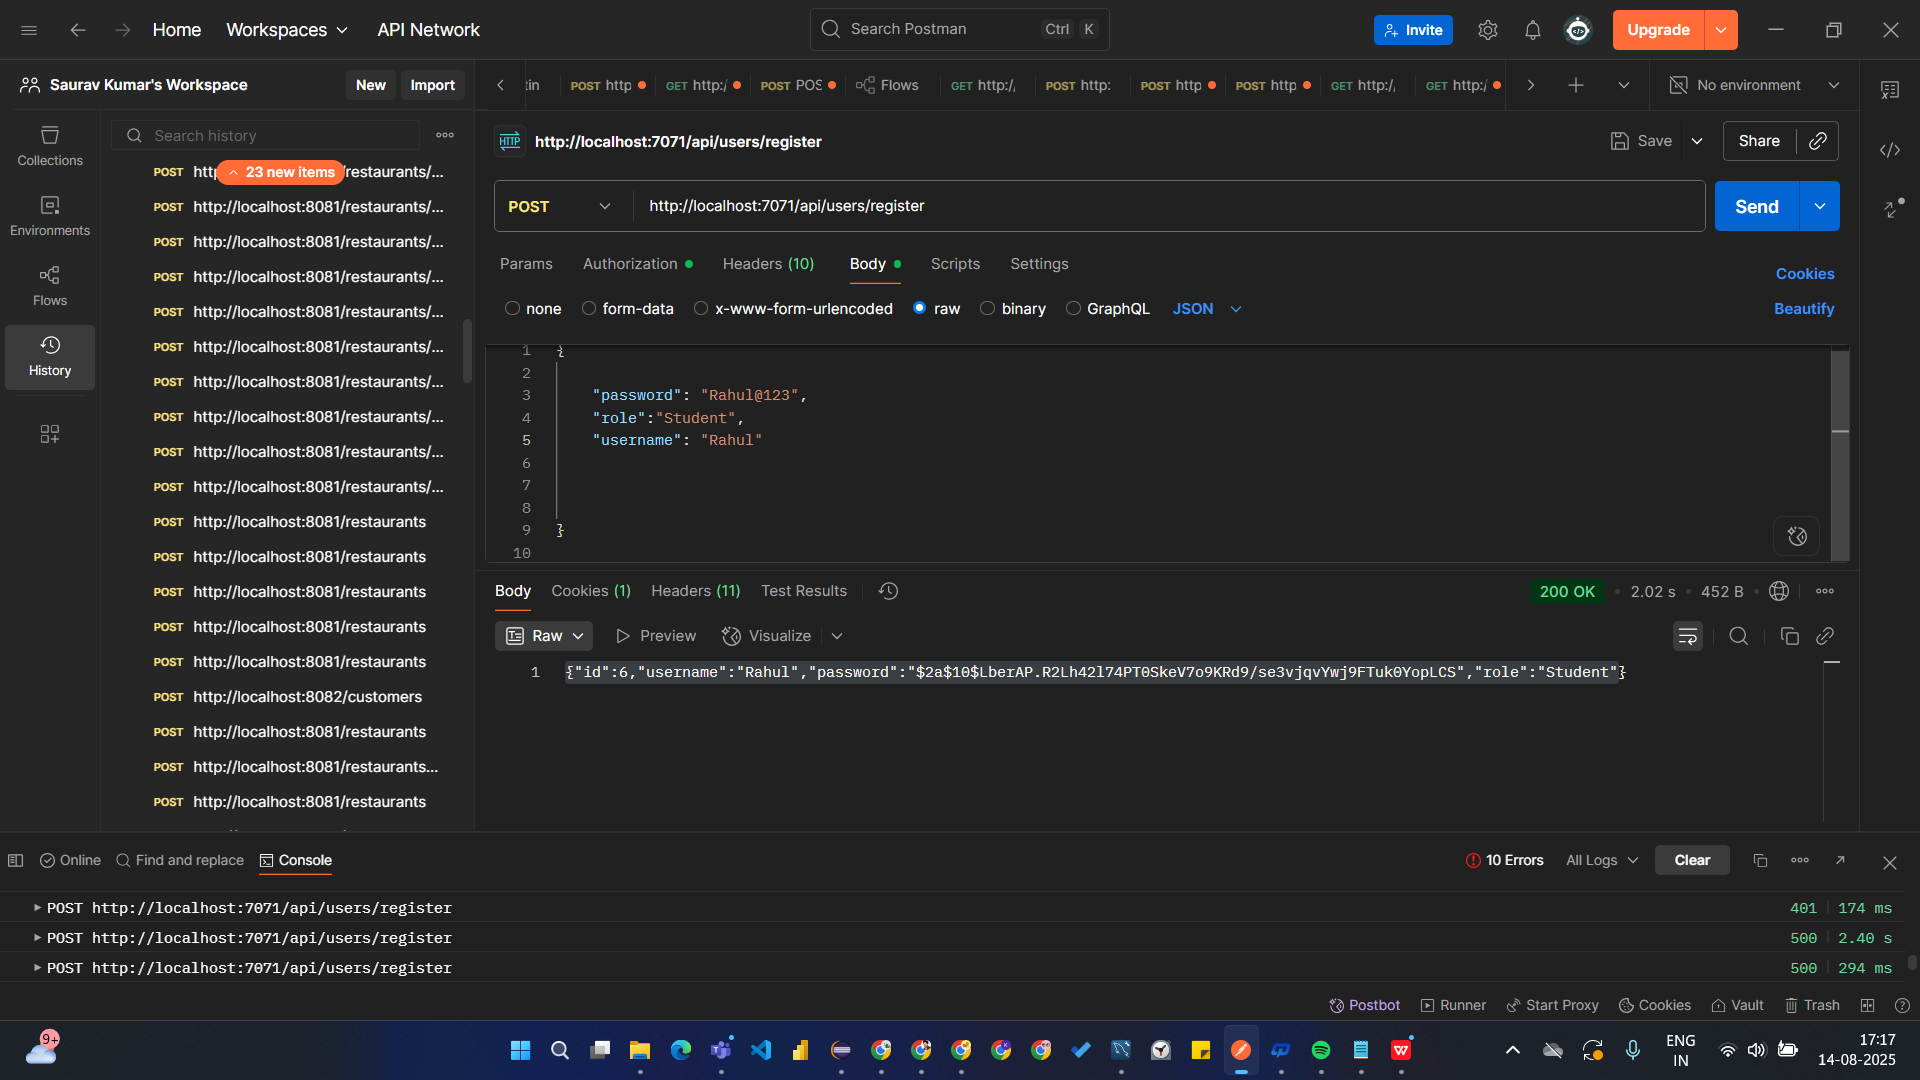 Home
Workspaces
API Network
Search Postman
Ctrl
K
Invite
Upgrade
Saurav Kumar's Workspace
New
Import
tin
POST http
GET http:/
POST POS
Flows
GET http:/
POST http:
POST http
POST http
GET http:/
GET http:/
No environment
Collections
Environments
Flows
History
Search history
23 new items
POST http /restaurants/...
POST http://localhost:8081/restaurants/...
POST http://localhost:8081/restaurants/...
POST http://localhost:8081/restaurants/...
POST http://localhost:8081/restaurants/...
POST http://localhost:8081/restaurants/...
POST http://localhost:8081/restaurants/...
POST http://localhost:8081/restaurants/...
POST http://localhost:8081/restaurants/...
POST http://localhost:8081/restaurants/...
POST http://localhost:8081/restaurants
POST http://localhost:8081/restaurants
POST http://localhost:8081/restaurants
POST http://localhost:8081/restaurants
POST http://localhost:8081/restaurants
POST http://localhost:8082/customers
POST http://localhost:8081/restaurants
POST http://localhost:8081/restaurants...
POST http://localhost:8081/restaurants
HTTP
http://localhost:7071/api/users/register
Save
Share
POST
http://localhost:7071/api/users/register
Send
Params
Authorization
Headers (10)
Body
Scripts
Settings
Cookies
none
form-data
x-www-form-urlencoded
raw
binary
GraphQL
JSON
Beautify
1 {
2
3 "password": "Rahul@123",
4 "role":"Student",
5 "username": "Rahul"
6
7
8
9 }
10
Body
Cookies (1)
Headers (11)
Test Results
200 OK
2.02 s
452 B
Raw
Preview
Visualize
1 {"id":6,"username":"Rahul","password":"$2a$10$LberAP.R2Lh42l74PT0SkeV7o9KRd9/se3vjqvYwj9FTuk0YopLCS","role":"Student"}
Online
Find and replace
Console
10 Errors
All Logs
Clear
POST http://localhost:7071/api/users/register 401 174 ms
POST http://localhost:7071/api/users/register 500 2.40 s
POST http://localhost:7071/api/users/register 500 294 ms
Postbot
Runner
Start Proxy
Cookies
Vault
Trash
9+
ENG
IN
17:17
14-08-2025